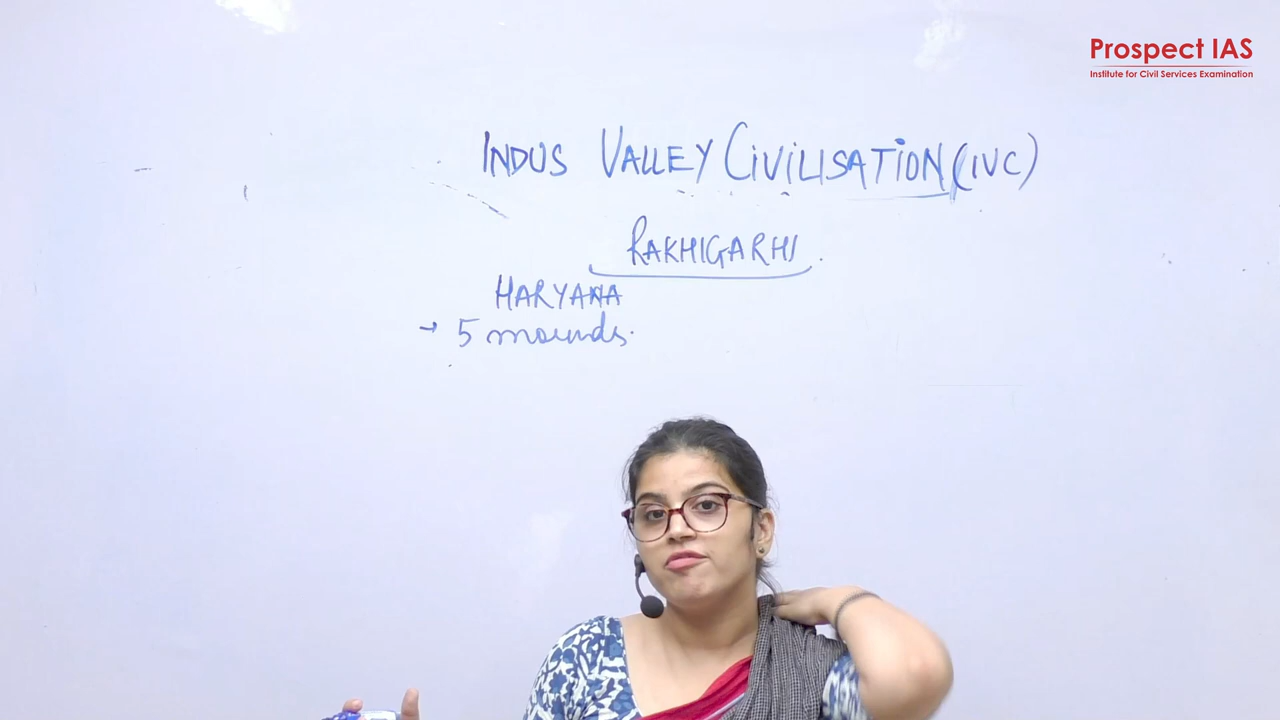 Prospect IAS
Institute for Civil Services Examination
INDUS VALLEY CIVILISATION (IVC)
RAKHIGARHI.
HARYANA
→ 5 mounds.